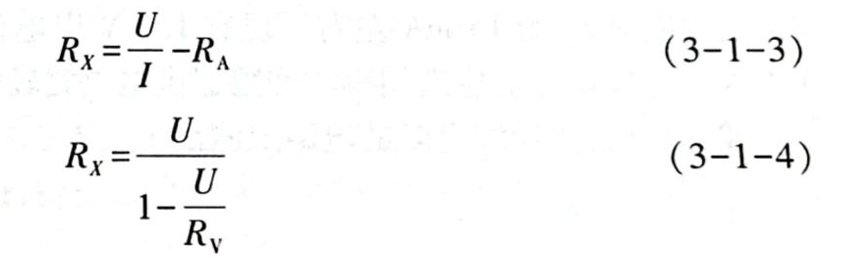 R_X = U/I - R_A (3-1-3)
R_X = U/(1 - U/R_V) (3-1-4)